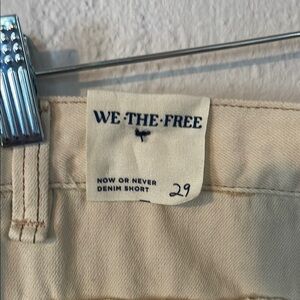 WE·THE·FREE
NOW OR NEVER
DENIM SHORT
29